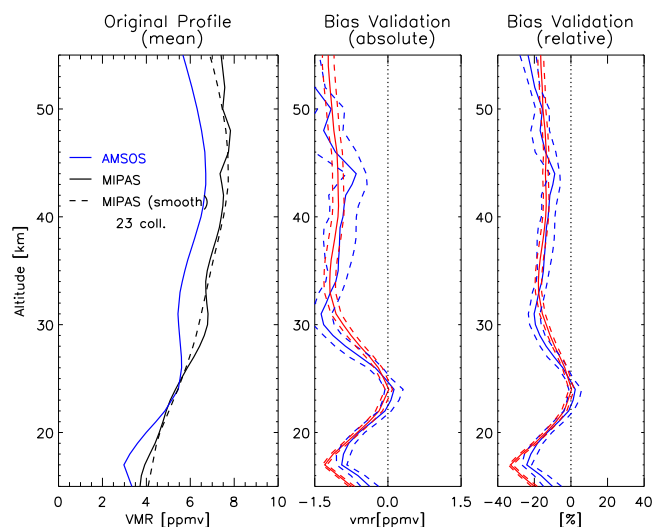 Original Profile
(mean)
Bias Validation
(absolute)
Bias Validation
(relative)
Altitude [km]
50
40
30
20
AMSOS
MIPAS
MIPAS (smooth)
23 coll.
0 2 4 6 8 10
VMR [ppmv]
50
40
30
20
-1.5 0.0 1.5
vmr[ppmv]
50
40
30
20
-40 -20 0 20 40
[%]